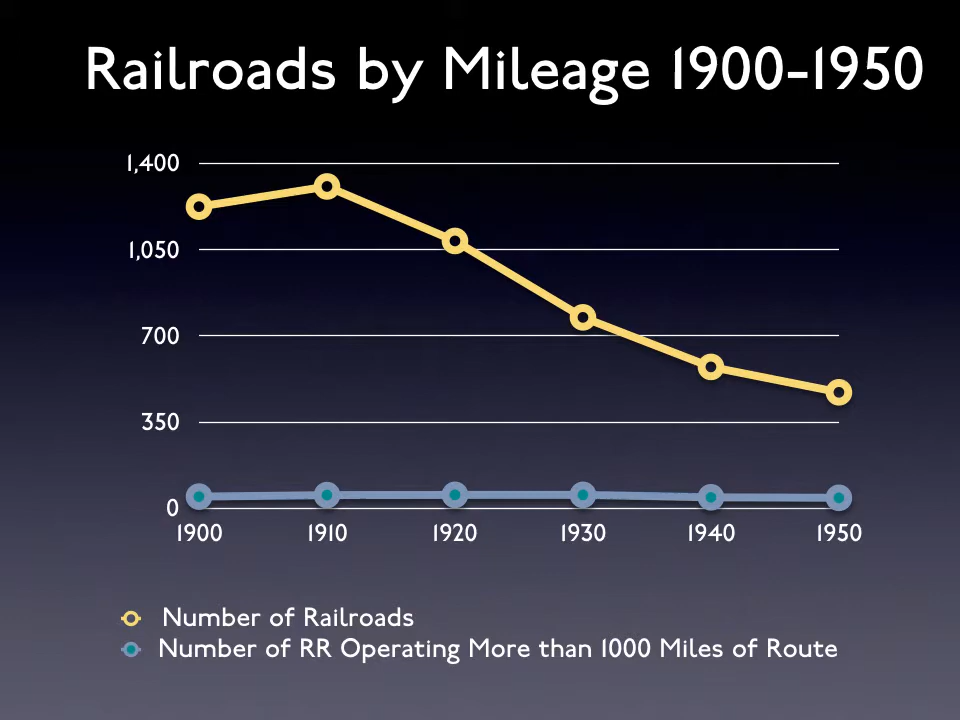 Railroads by Mileage 1900-1950
1,400
1,050
700
350
0
1900 1910 1920 1930 1940 1950
Number of Railroads
Number of RR Operating More than 1000 Miles of Route